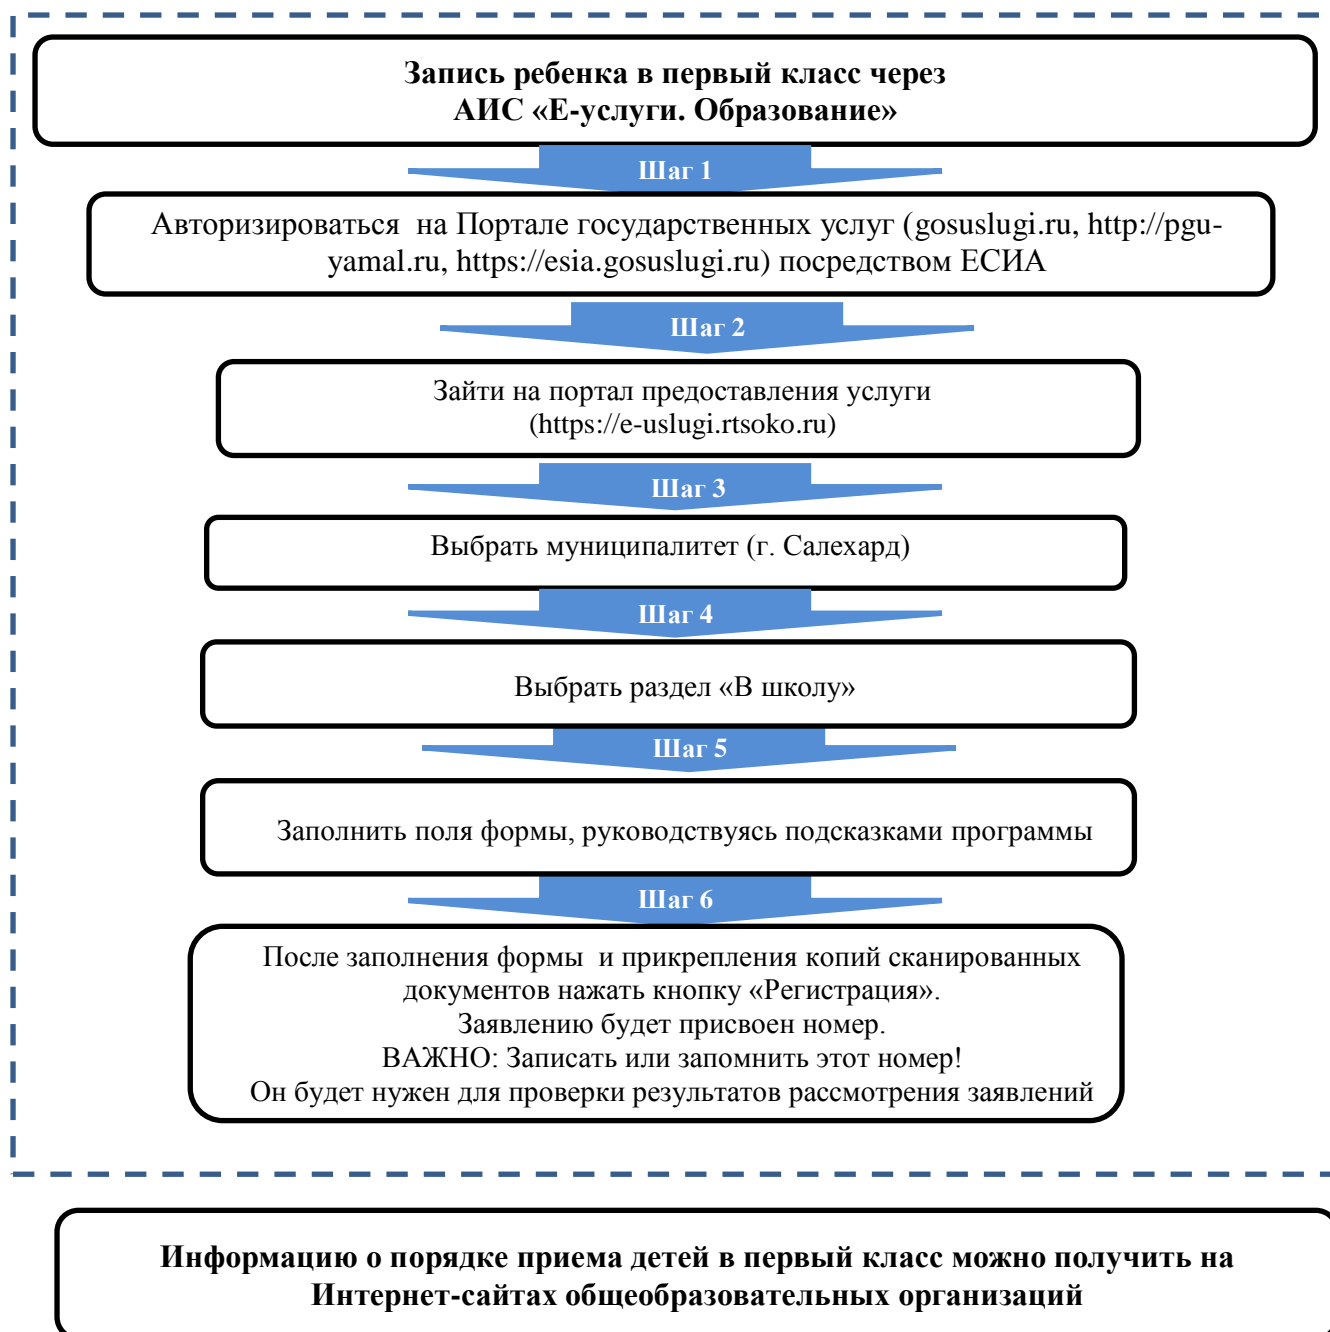 Запись ребенка в первый класс через
АИС «Е-услуги. Образование»
Шаг 1
Авторизироваться на Портале государственных услуг (gosuslugi.ru, http://pgu-
yamal.ru, https://esia.gosuslugi.ru) посредством ЕСИА
Шаг 2
Зайти на портал предоставления услуги
(https://e-uslugi.rtsoko.ru)
Шаг 3
Выбрать муниципалитет (г. Салехард)
Шаг 4
Выбрать раздел «В школу»
Шаг 5
Заполнить поля формы, руководствуясь подсказками программы
Шаг 6
После заполнения формы и прикрепления копий сканированных
документов нажать кнопку «Регистрация».
Заявлению будет присвоен номер.
ВАЖНО: Записать или запомнить этот номер!
Он будет нужен для проверки результатов рассмотрения заявлений
Информацию о порядке приема детей в первый класс можно получить на
Интернет-сайтах общеобразовательных организаций